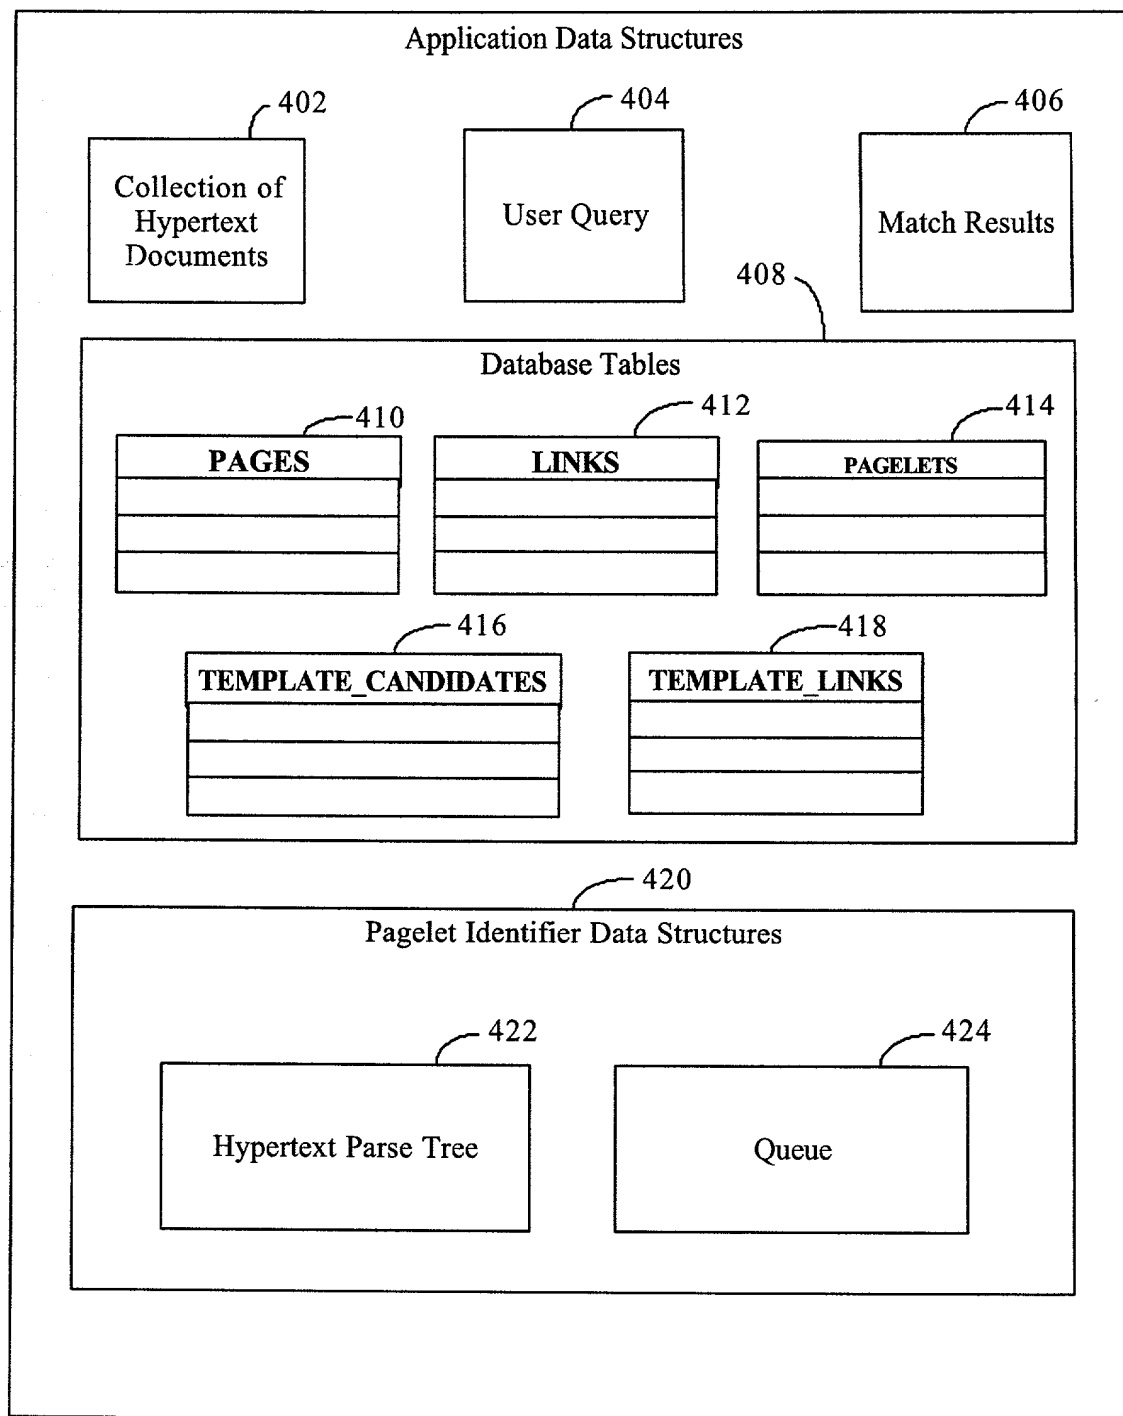 Application Data Structures
402
404
406
Collection of
Hypertext
Documents
User Query
Match Results
408
Database Tables
410
412
414
PAGES
LINKS
PAGELETS
416
418
TEMPLATE_CANDIDATES
TEMPLATE_LINKS
420
Pagelet Identifier Data Structures
422
424
Hypertext Parse Tree
Queue